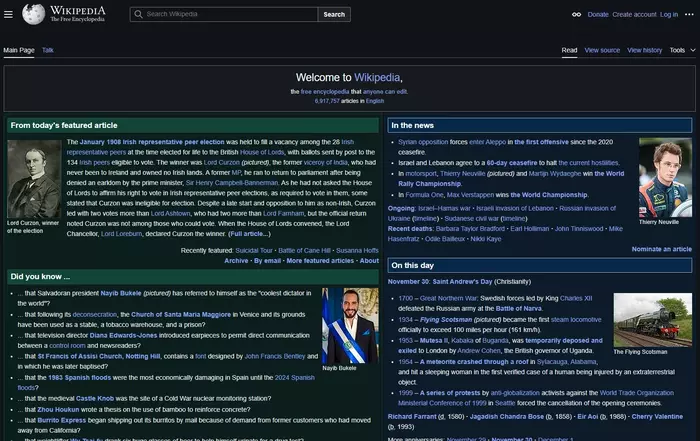 WIKIPEDIA
The Free Encyclopedia
Search Wikipedia
Search
Donate Create account Log in
Main Page Talk
Read View source View history Tools
Welcome to Wikipedia,
the free encyclopedia that anyone can edit.
6,917,757 articles in English
From today's featured article
Lord Curzon, winner
of the election
The January 1908 Irish representative peer election was held to fill a vacancy among the 28 Irish
representative peers at the time elected for life to the British House of Lords, with ballots sent by post to the
134 Irish peers eligible to vote. The winner was Lord Curzon (pictured), the former viceroy of India, who had
never been to Ireland and owned no Irish lands. A former MP, he ran to return to parliament after being
denied an earldom by the prime minister, Sir Henry Campbell-Bannerman. As he had not asked the House
of Lords to affirm his right to vote in Irish representative peer elections, as required to vote in them, some
stated that Curzon was ineligible for election. Despite a late start and opposition to him as non-Irish, Curzon
led with two votes more than Lord Ashtown, who had two more than Lord Farnham, but the official return
noted Curzon was not among those who could vote. When the House of Lords convened, the Lord
Chancellor, Lord Loreburn, declared Curzon the winner. (Full article...)
Recently featured: Suicidal Tour · Battle of Cane Hill · Susanna Hoffs
Archive · By email · More featured articles · About
Did you know ...
... that Salvadoran president Nayib Bukele (pictured) has referred to himself as the "coolest dictator in
the world"?
... that following its deconsecration, the Church of Santa Maria Maggiore in Venice and its grounds
have been used as a stable, a tobacco warehouse, and a prison?
... that television director Diana Edwards-Jones introduced earpieces to permit direct communication
between a control room and newsreaders?
... that St Francis of Assisi Church, Notting Hill, contains a font designed by John Francis Bentley and
in which he was later baptised?
... that the 1983 Spanish floods were the most economically damaging in Spain until the 2024 Spanish
floods?
... that the medieval Castle Knob was the site of a Cold War nuclear monitoring station?
... that Zhou Houkun wrote a thesis on the use of bamboo to reinforce concrete?
... that Burrito Express began shipping out its burritos by mail because of demand from former customers who had moved
away from California?
Nayib Bukele
In the news
Syrian opposition forces enter Aleppo in the first offensive since the 2020
ceasefire.
Israel and Lebanon agree to a 60-day ceasefire to halt the current hostilities.
In motorsport, Thierry Neuville (pictured) and Martijn Wydaeghe win the World
Rally Championship.
In Formula One, Max Verstappen wins the World Championship.
Ongoing: Israel–Hamas war · Israeli invasion of Lebanon · Russian invasion of
Ukraine (timeline) · Sudanese civil war (timeline)
Recent deaths: Barbara Taylor Bradford · Earl Holliman · John Tinniswood · Mike
Hasenfratz · Odile Bailleux · Nikki Kaye
Thierry Neuville
Nominate an article
On this day
November 30: Saint Andrew's Day (Christianity)
1700 – Great Northern War: Swedish forces led by King Charles XII
defeated the Russian army at the Battle of Narva.
1934 – Flying Scotsman (pictured) became the first steam locomotive
to officially exceed 100 miles per hour (161 km/h).
1953 – Mutesa II, Kabaka of Buganda, was temporarily deposed and
exiled to London by Andrew Cohen, the British governor of Uganda.
1954 – A meteorite crashed through a roof in Sylacauga, Alabama,
and hit a sleeping woman in the first verified case of a human being injured by an
extraterrestrial object.
1999 – A series of protests by anti-globalization activists against the World Trade Organization
Ministerial Conference of 1999 in Seattle forced the cancellation of the opening ceremonies.
The Flying Scotsman
Richard Farrant (d. 1580) · Jagadish Chandra Bose (b. 1858) · Eir Aoi (b. 1988) · Cherry Valentine
(b. 1993)
More anniversaries: November 29 · November 30 · December 1